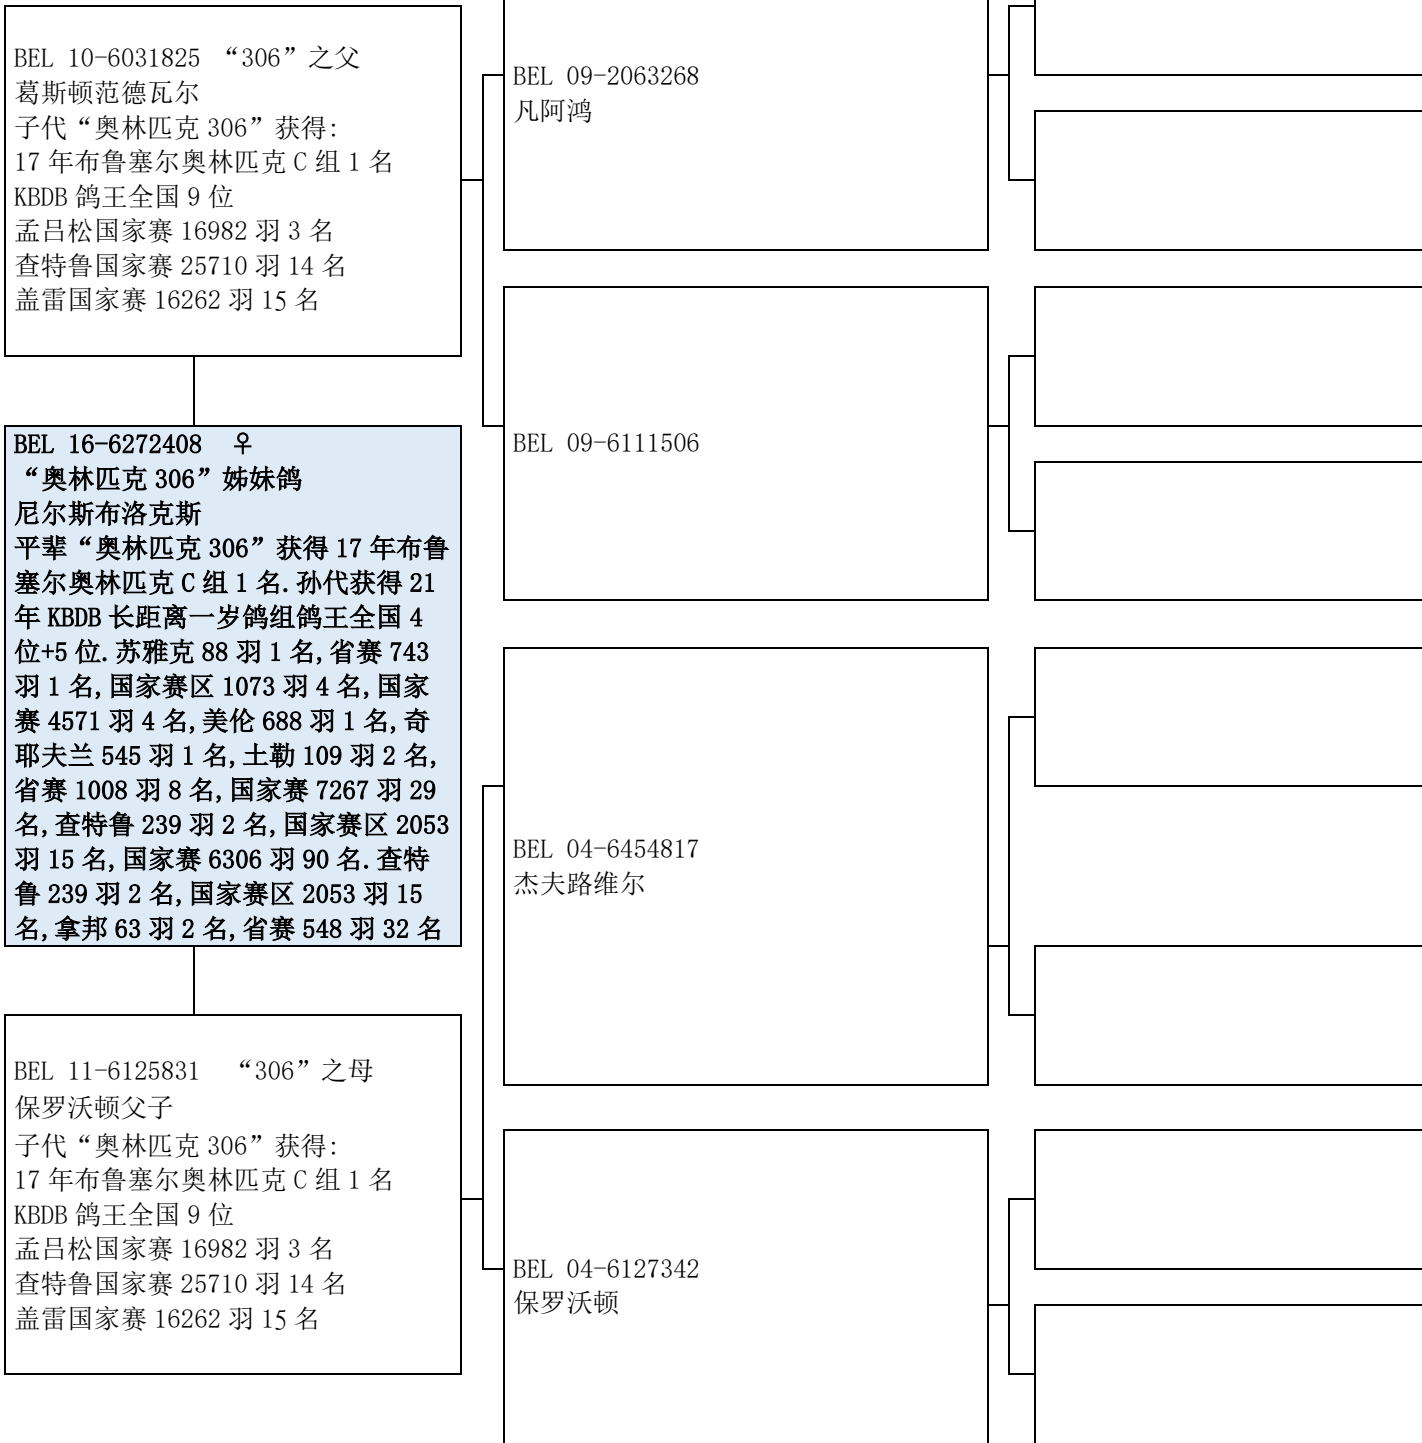 BEL 10-6031825 “306”之父
葛斯顿范德瓦尔
子代“奥林匹克 306”获得:
17 年布鲁塞尔奥林匹克 C 组 1 名
KBDB 鸽王全国 9 位
孟吕松国家赛 16982 羽 3 名
查特鲁国家赛 25710 羽 14 名
盖雷国家赛 16262 羽 15 名
BEL 16-6272408 ♀
“奥林匹克 306”姊妹鸽
尼尔斯布洛克斯
平辈“奥林匹克 306”获得 17 年布鲁
塞尔奥林匹克 C 组 1 名.孙代获得 21
年 KBDB 长距离一岁鸽组鸽王全国 4
位+5 位.苏雅克 88 羽 1 名,省赛 743
羽 1 名,国家赛区 1073 羽 4 名,国家
赛 4571 羽 4 名,美伦 688 羽 1 名,奇
耶夫兰 545 羽 1 名,土勒 109 羽 2 名,
省赛 1008 羽 8 名,国家赛 7267 羽 29
名,查特鲁 239 羽 2 名,国家赛区 2053
羽 15 名,国家赛 6306 羽 90 名.查特
鲁 239 羽 2 名,国家赛区 2053 羽 15
名,拿邦 63 羽 2 名,省赛 548 羽 32 名
BEL 11-6125831 “306”之母
保罗沃顿父子
子代“奥林匹克 306”获得:
17 年布鲁塞尔奥林匹克 C 组 1 名
KBDB 鸽王全国 9 位
孟吕松国家赛 16982 羽 3 名
查特鲁国家赛 25710 羽 14 名
盖雷国家赛 16262 羽 15 名
BEL 09-2063268
凡阿鸿
BEL 09-6111506
BEL 04-6454817
杰夫路维尔
BEL 04-6127342
保罗沃顿